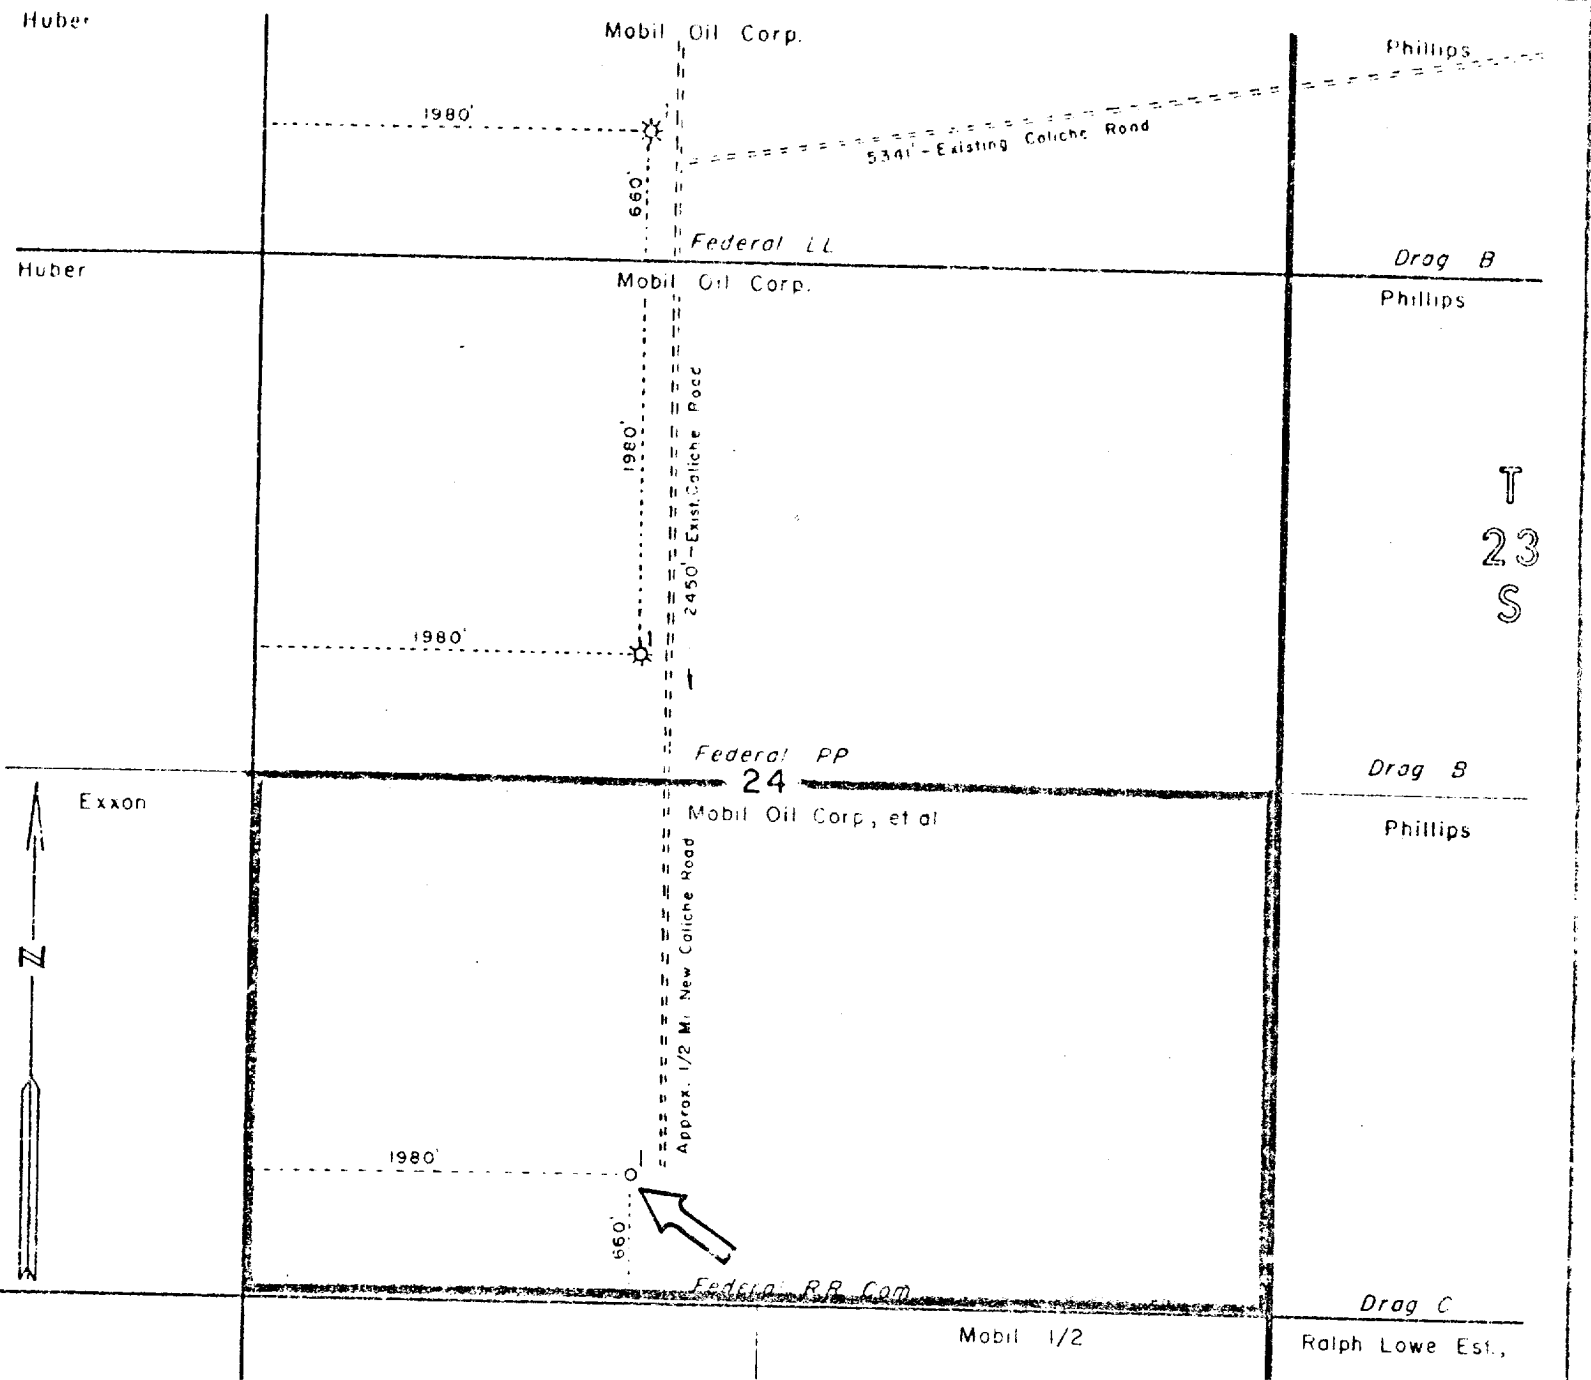 Huber
Mobil Oil Corp.
Phillips
1980'
1
5341' - Existing Caliche Road
660'
Federal LL
Drag B
Huber
Mobil Oil Corp.
Phillips
1980'
2450' - Exist. Caliche Road
T
23
S
1980'
1
Federal PP
24
Drag B
Exxon
Mobil Oil Corp, et al
Phillips
Approx. 1/2 Mi. New Caliche Road
N
1980'
1
660'
Federal RR Com
Drag C
Mobil 1/2
Ralph Lowe Est.,